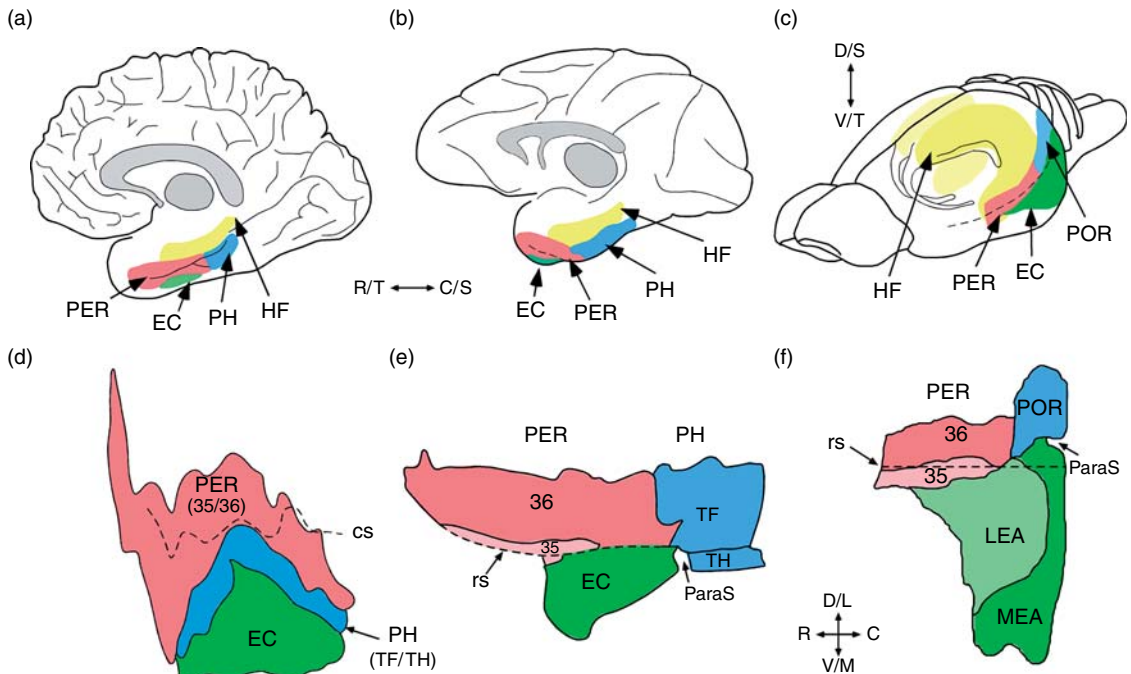 (a)
PER
EC
PH
HF
(b)
R/T
C/S
EC
PER
PH
HF
(c)
D/S
V/T
HF
PER
EC
POR
(d)
PER
(35/36)
cs
EC
PH
(TF/TH)
(e)
PER
PH
36
TF
35
rs
EC
TH
ParaS
(f)
PER
POR
rs
36
ParaS
35
LEA
MEA
D/L
R
C
V/M